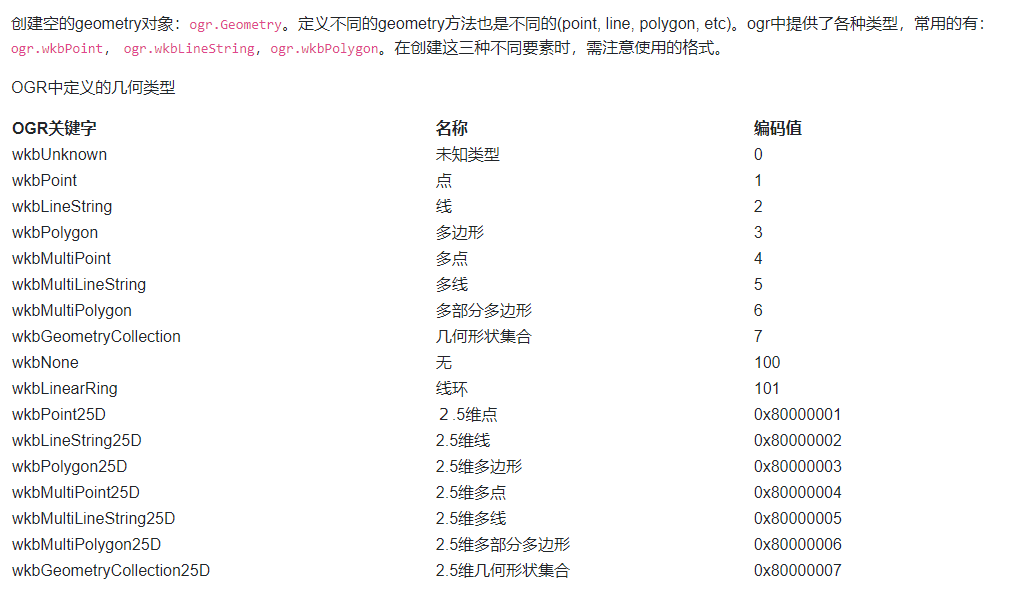 创建空的geometry对象：ogr.Geometry。定义不同的geometry方法也是不同的(point, line, polygon, etc)。ogr中提供了各种类型，常用的有：
ogr.wkbPoint, ogr.wkbLineString, ogr.wkbPolygon。在创建这三种不同要素时，需注意使用的格式。
OGR中定义的几何类型
OGR关键字 名称 编码值
wkbUnknown 未知类型 0
wkbPoint 点 1
wkbLineString 线 2
wkbPolygon 多边形 3
wkbMultiPoint 多点 4
wkbMultiLineString 多线 5
wkbMultiPolygon 多部分多边形 6
wkbGeometryCollection 几何形状集合 7
wkbNone 无 100
wkbLinearRing 线环 101
wkbPoint25D ２.5维点 0x80000001
wkbLineString25D 2.5维线 0x80000002
wkbPolygon25D 2.5维多边形 0x80000003
wkbMultiPoint25D 2.5维多点 0x80000004
wkbMultiLineString25D 2.5维多线 0x80000005
wkbMultiPolygon25D 2.5维多部分多边形 0x80000006
wkbGeometryCollection25D 2.5维几何形状集合 0x80000007